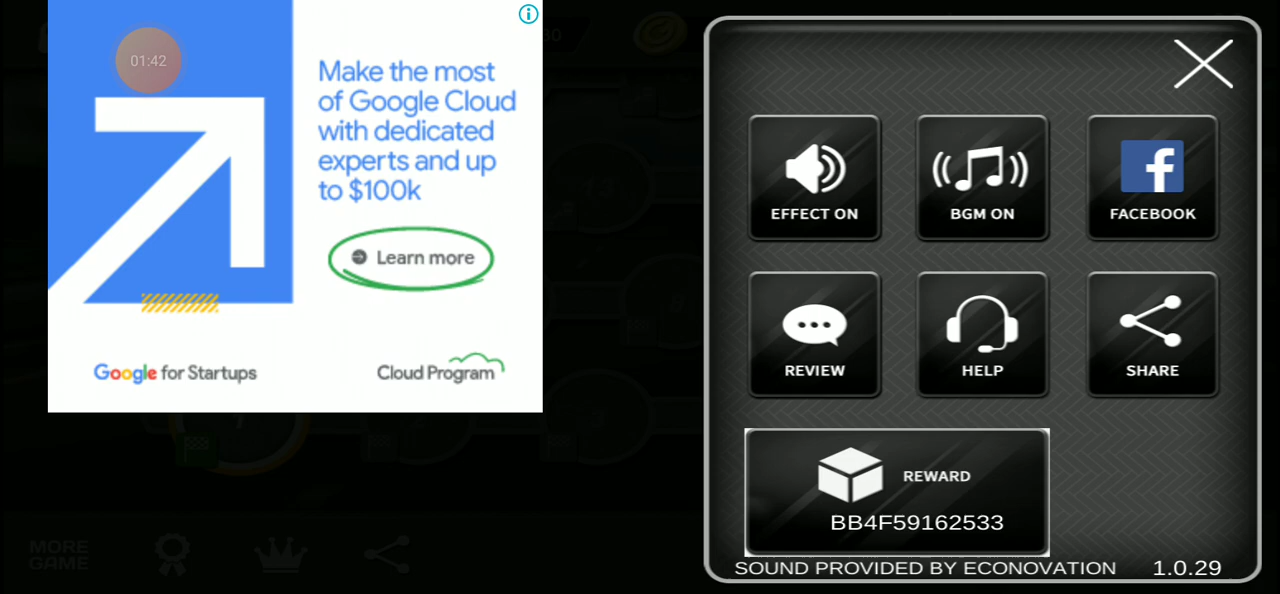 01:42
Make the most
of Google Cloud
with dedicated
experts and up
to $100k
Learn more
Google for Startups
Cloud Program
EFFECT ON
BGM ON
FACEBOOK
REVIEW
HELP
SHARE
REWARD
BB4F59162533
SOUND PROVIDED BY ECONOVATION
1.0.29
MORE
GAME